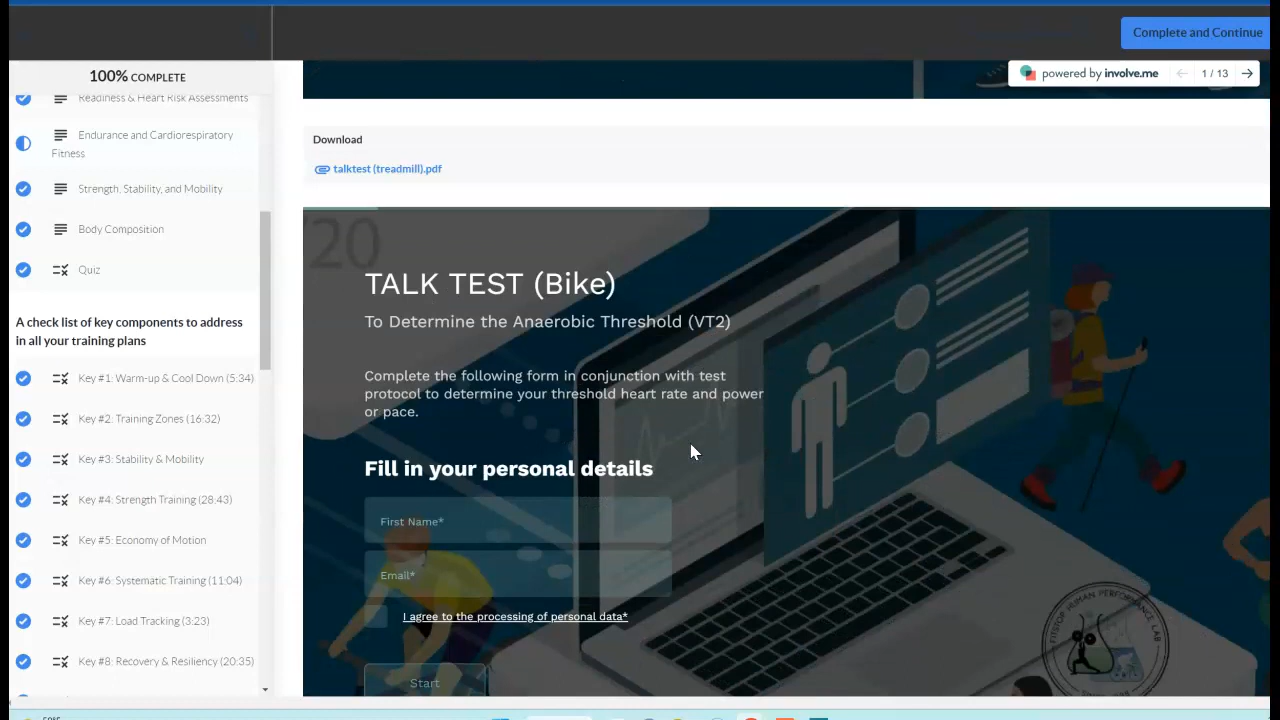 Complete and Continue
100% COMPLETE
powered by involve.me
1 / 13
Readiness & Heart Risk Assessments
Endurance and Cardiorespiratory
Fitness
Strength, Stability, and Mobility
Body Composition
Quiz
A check list of key components to address
in all your training plans
Key #1: Warm-up & Cool Down (5:34)
Key #2: Training Zones (16:32)
Key #3: Stability & Mobility
Key #4: Strength Training (28:43)
Key #5: Economy of Motion
Key #6: Systematic Training (11:04)
Key #7: Load Tracking (3:23)
Key #8: Recovery & Resiliency (20:35)
Download
talktest (treadmill).pdf
'20
TALK TEST (Bike)
To Determine the Anaerobic Threshold (VT2)
Complete the following form in conjunction with test
protocol to determine your threshold heart rate and power
or pace.
Fill in your personal details
First Name*
Email*
I agree to the processing of personal data*
Start
FITSTOP HUMAN PERFORMANCE LAB